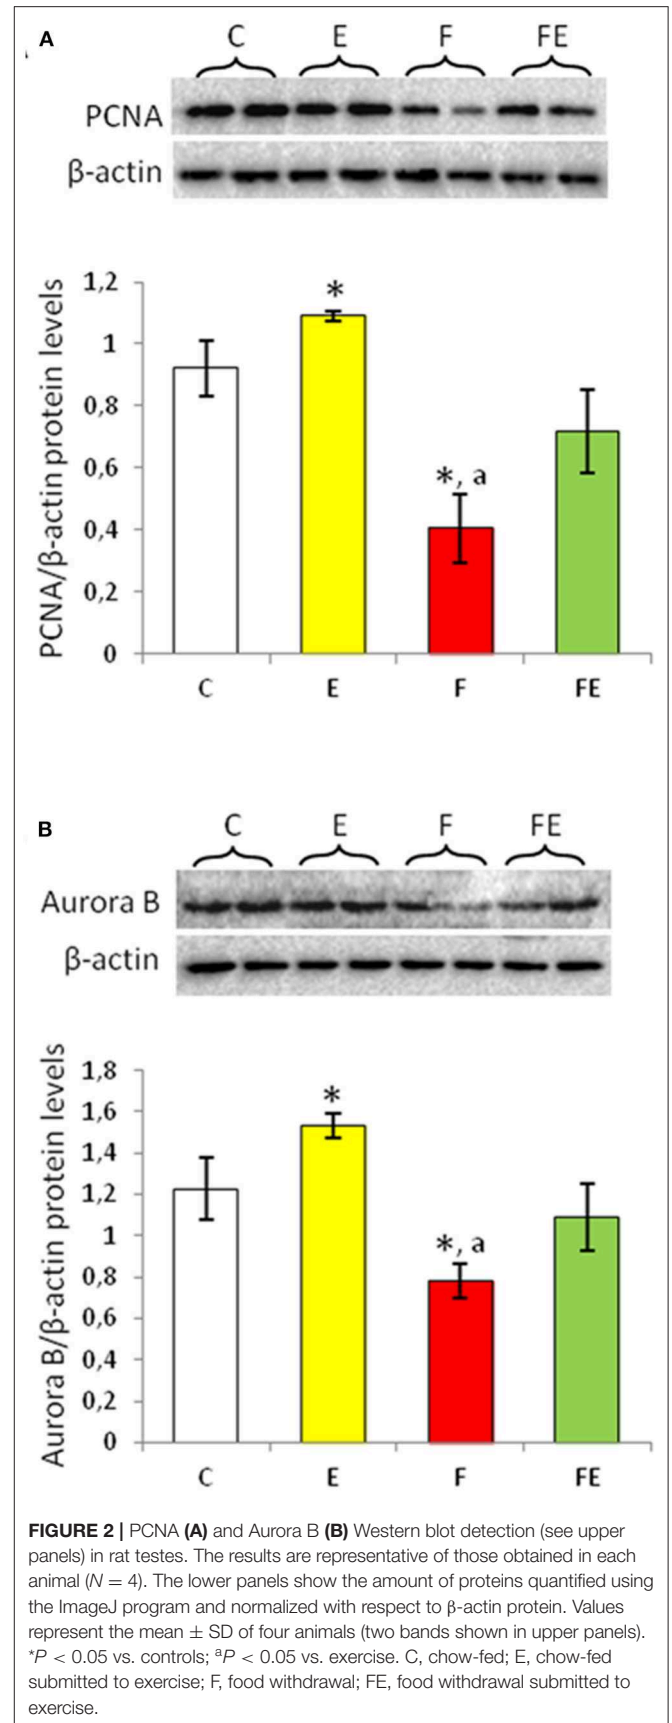 A
C E F FE
PCNA
β-actin
PCNA/β-actin protein levels
1,2
1
0,8
0,6
0,4
0,2
0
*
*, a
C E F FE
B
C E F FE
Aurora B
β-actin
Aurora B/β-actin protein levels
1,8
1,6
1,4
1,2
1
0,8
0,6
0,4
0,2
0
*
*, a
C E F FE
FIGURE 2 | PCNA (A) and Aurora B (B) Western blot detection (see upper
panels) in rat testes. The results are representative of those obtained in each
animal (N = 4). The lower panels show the amount of proteins quantified using
the ImageJ program and normalized with respect to β-actin protein. Values
represent the mean ± SD of four animals (two bands shown in upper panels).
*P < 0.05 vs. controls; ᵃP < 0.05 vs. exercise. C, chow-fed; E, chow-fed
submitted to exercise; F, food withdrawal; FE, food withdrawal submitted to
exercise.